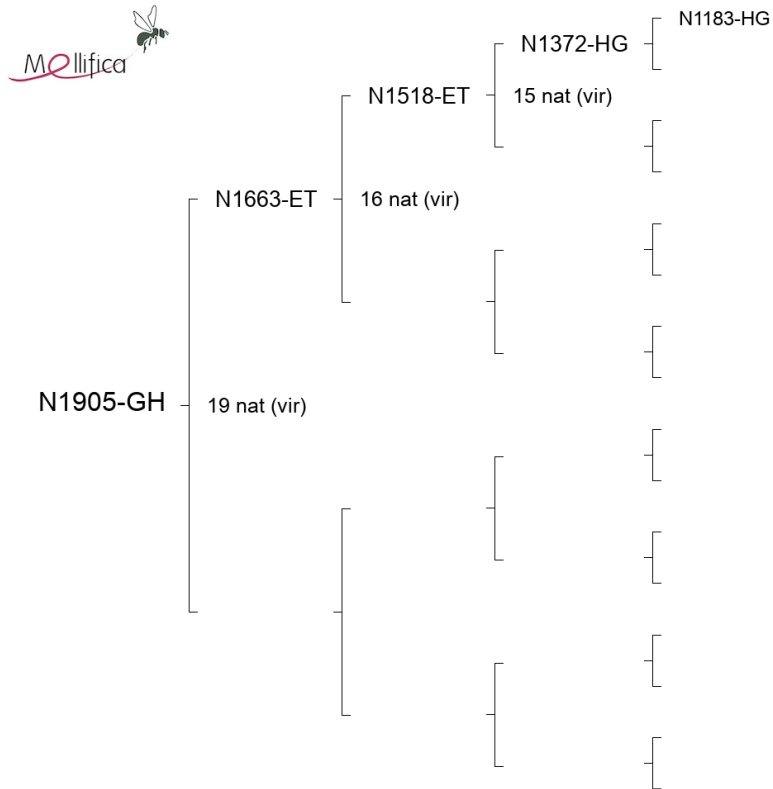 Mellifica
N1183-HG
N1372-HG
N1518-ET
15 nat (vir)
N1663-ET
16 nat (vir)
N1905-GH
19 nat (vir)